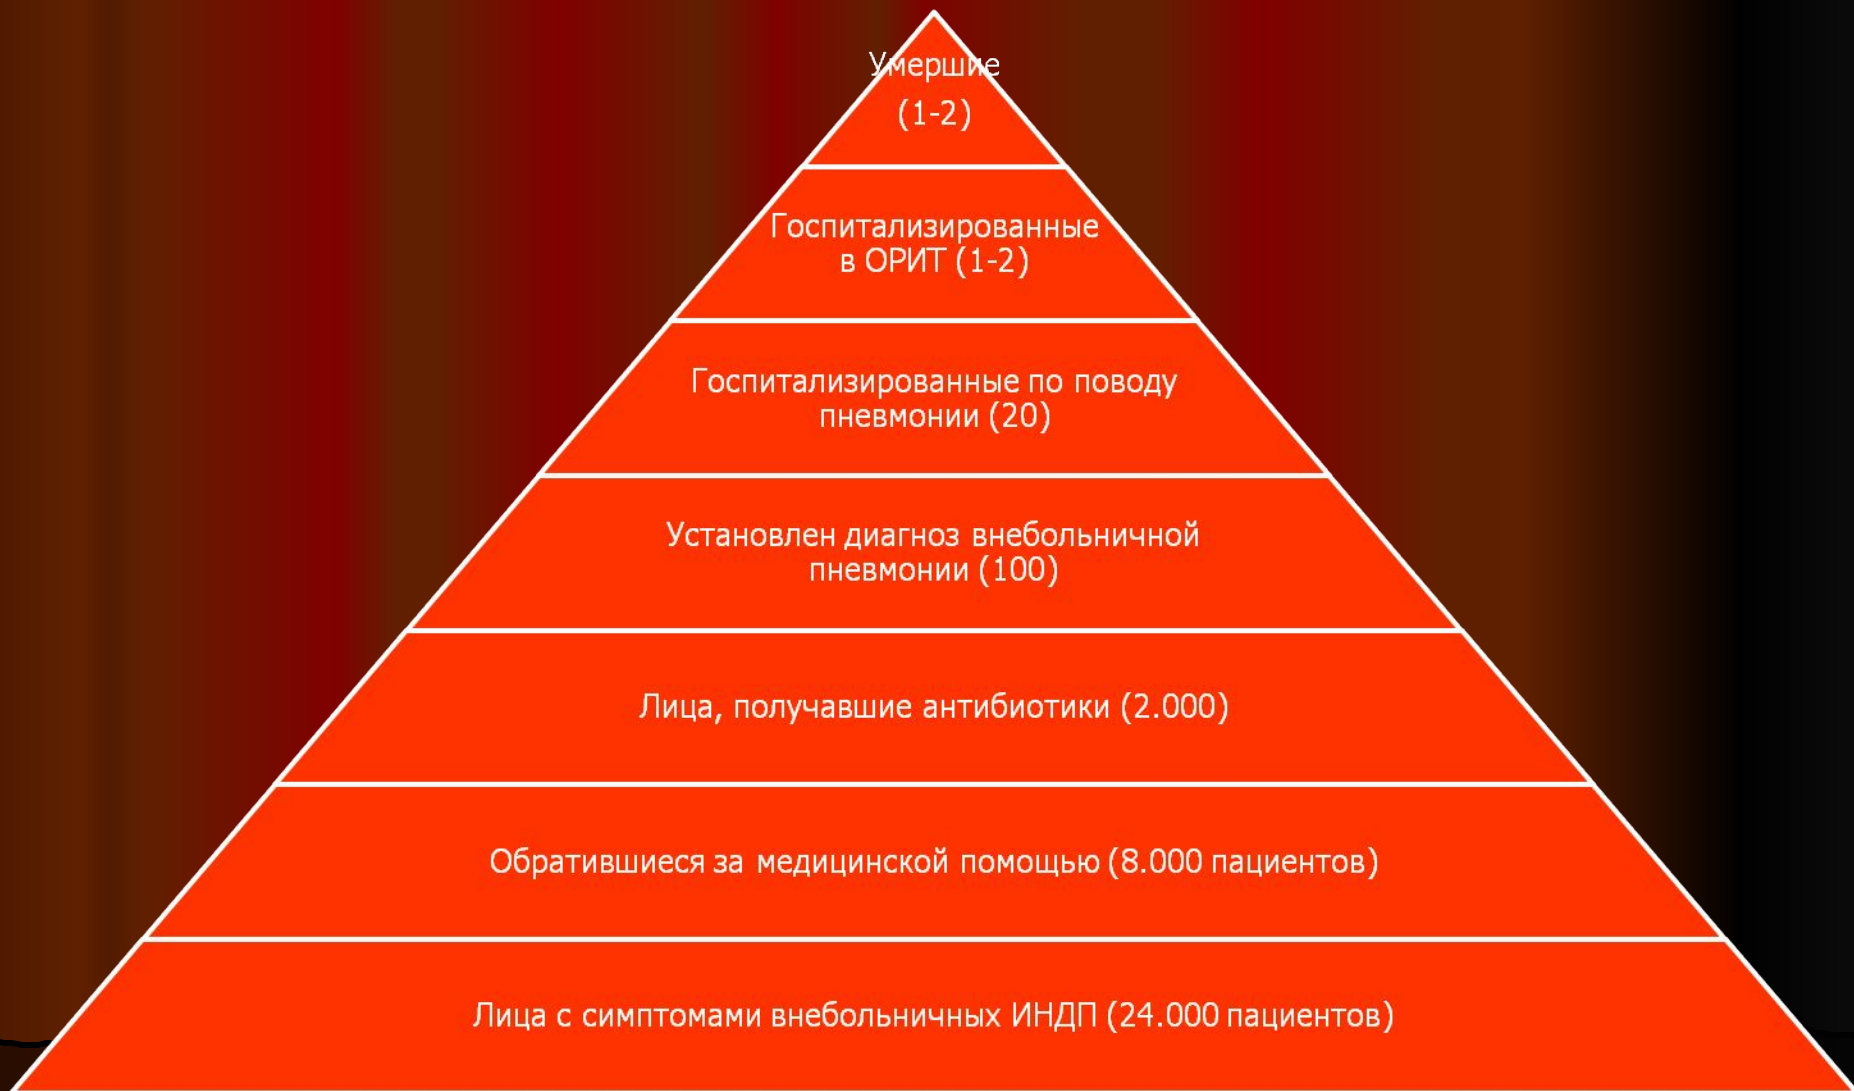 Умершие
(1-2)
Госпитализированные
в ОРИТ (1-2)
Госпитализированные по поводу
пневмонии (20)
Установлен диагноз внебольничной
пневмонии (100)
Лица, получавшие антибиотики (2.000)
Обратившиеся за медицинской помощью (8.000 пациентов)
Лица с симптомами внебольничных ИНДП (24.000 пациентов)